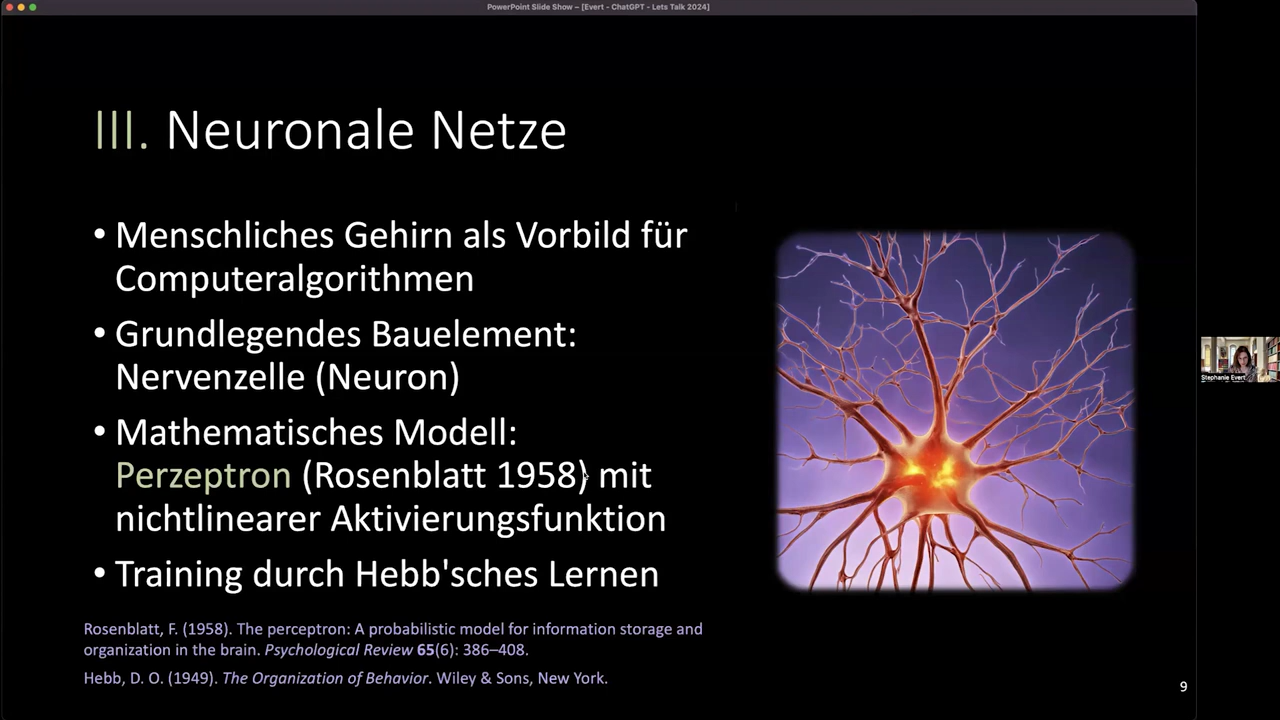 PowerPoint Slide Show – [Evert - ChatGPT - Lets Talk 2024]
III. Neuronale Netze
• Menschliches Gehirn als Vorbild für
Computeralgorithmen
• Grundlegendes Bauelement:
Nervenzelle (Neuron)
• Mathematisches Modell:
Perzeptron (Rosenblatt 1958) mit
nichtlinearer Aktivierungsfunktion
• Training durch Hebb'sches Lernen
Rosenblatt, F. (1958). The perceptron: A probabilistic model for information storage and
organization in the brain. Psychological Review 65(6): 386–408.
Hebb, D. O. (1949). The Organization of Behavior. Wiley & Sons, New York.
9
Stephanie Evert